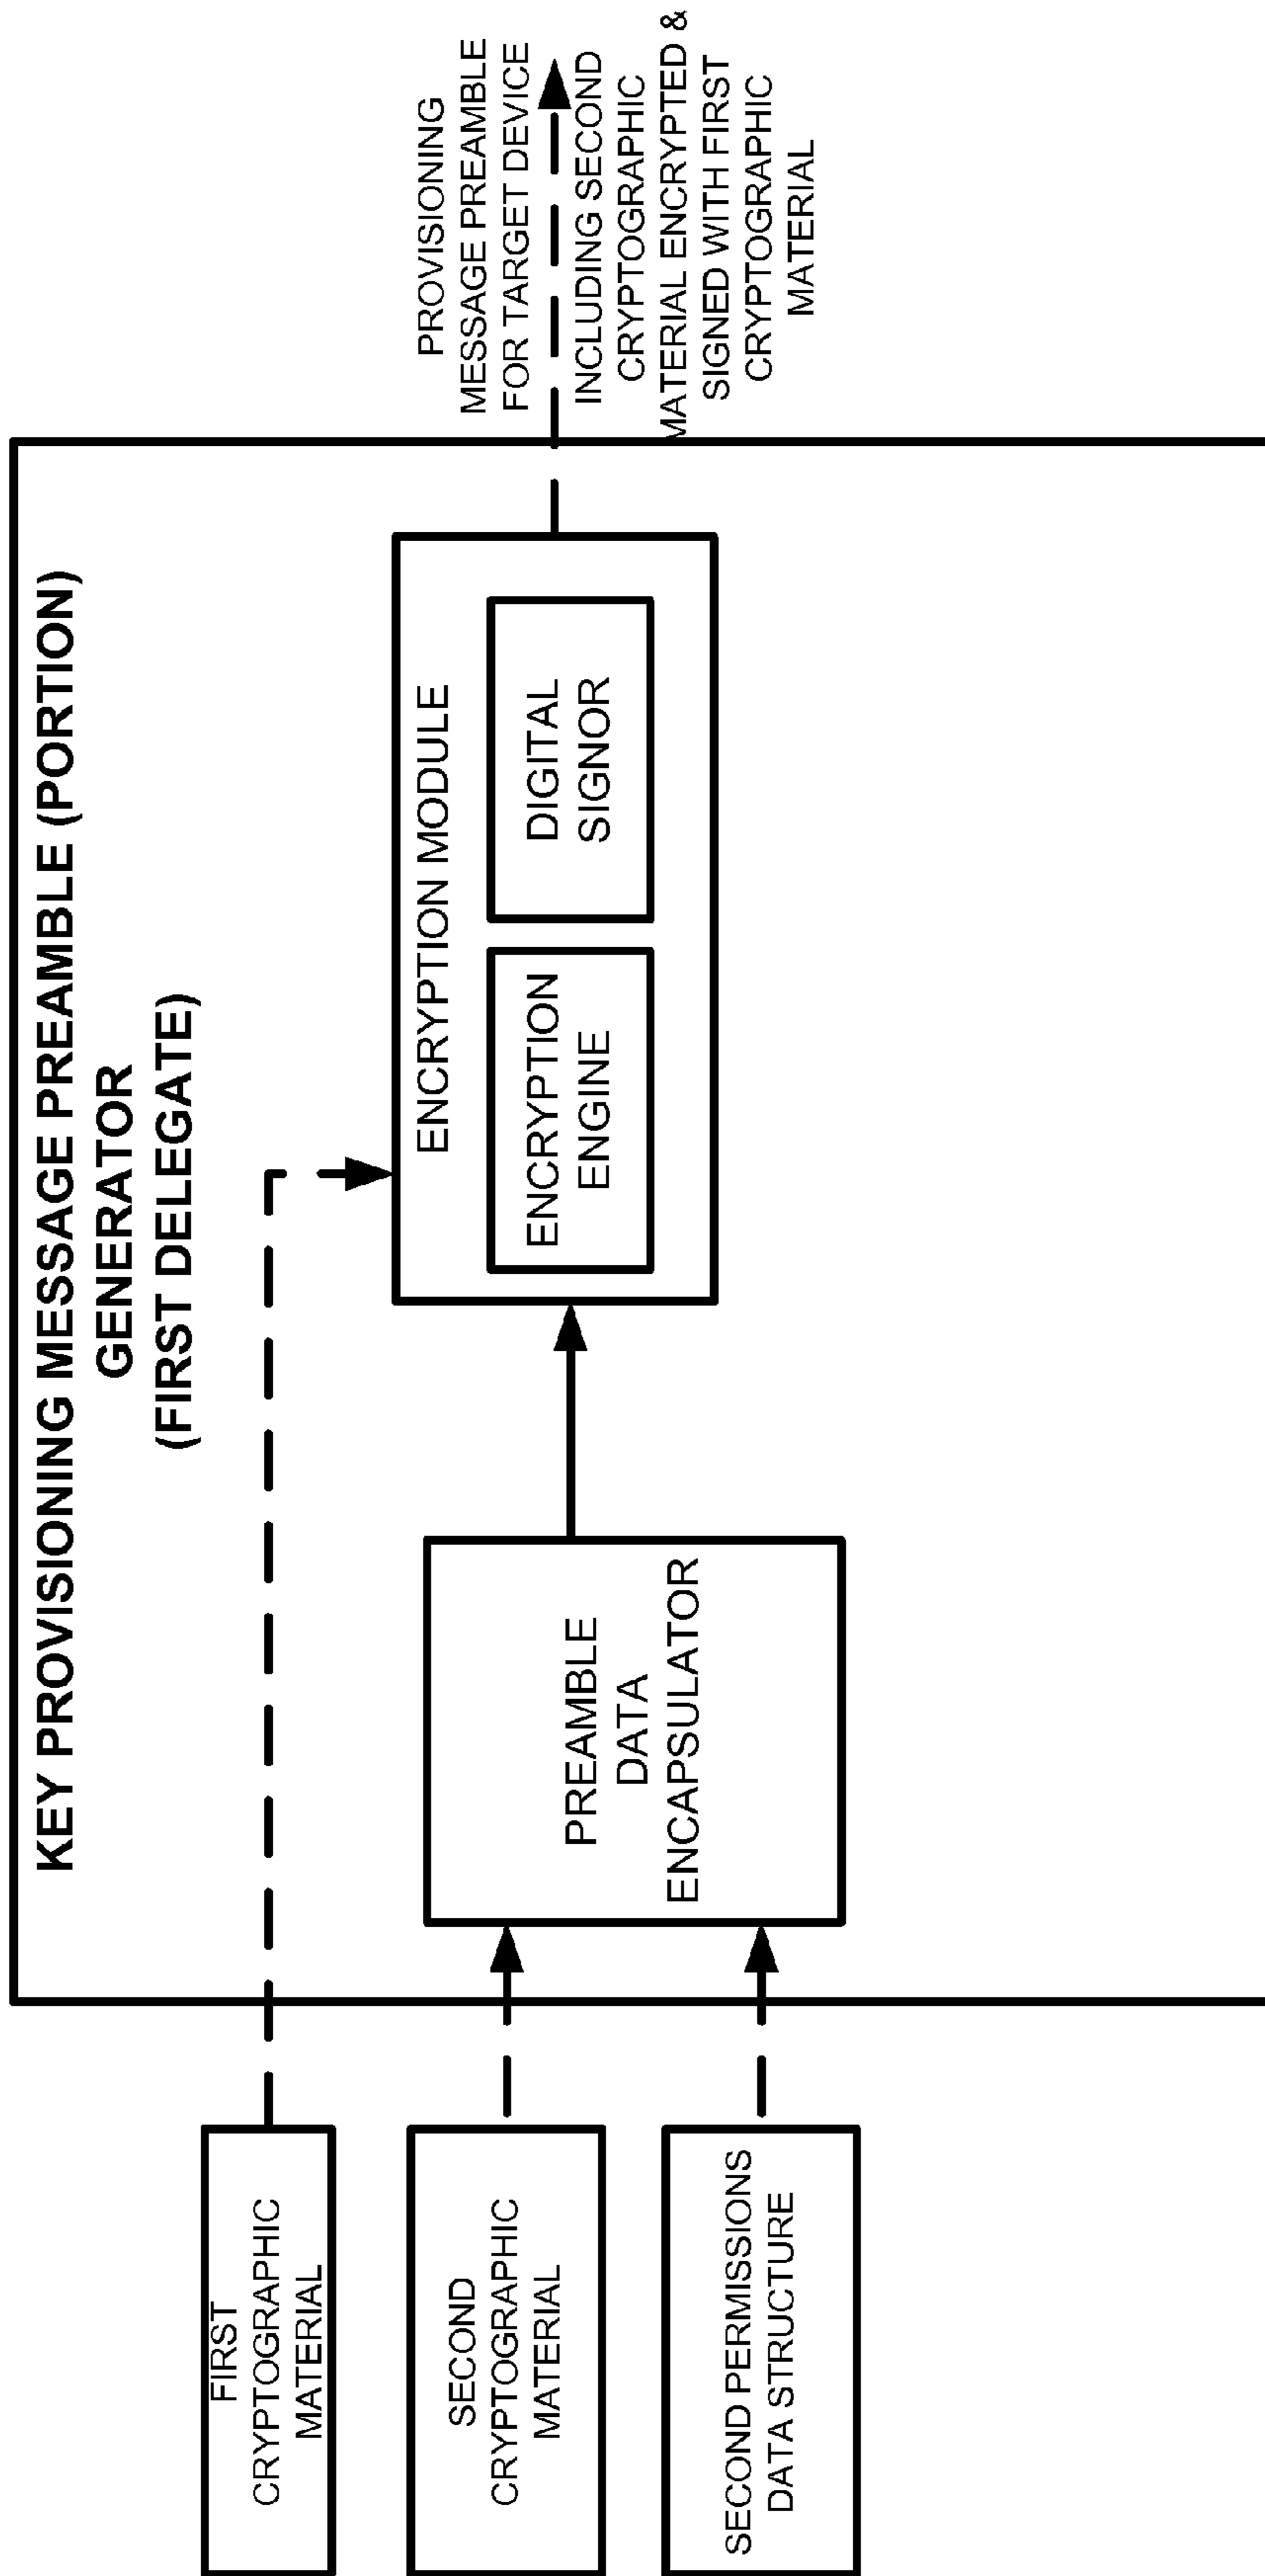 KEY PROVISIONING MESSAGE PREAMBLE (PORTION)
GENERATOR
(FIRST DELEGATE)
FIRST
CRYPTOGRAPHIC
MATERIAL
SECOND
CRYPTOGRAPHIC
MATERIAL
SECOND PERMISSIONS
DATA STRUCTURE
PREAMBLE
DATA
ENCAPSULATOR
ENCRYPTION MODULE
ENCRYPTION
ENGINE
DIGITAL
SIGNOR
PROVISIONING
MESSAGE PREAMBLE
FOR TARGET DEVICE
INCLUDING SECOND
CRYPTOGRAPHIC
MATERIAL ENCRYPTED &
SIGNED WITH FIRST
CRYPTOGRAPHIC
MATERIAL